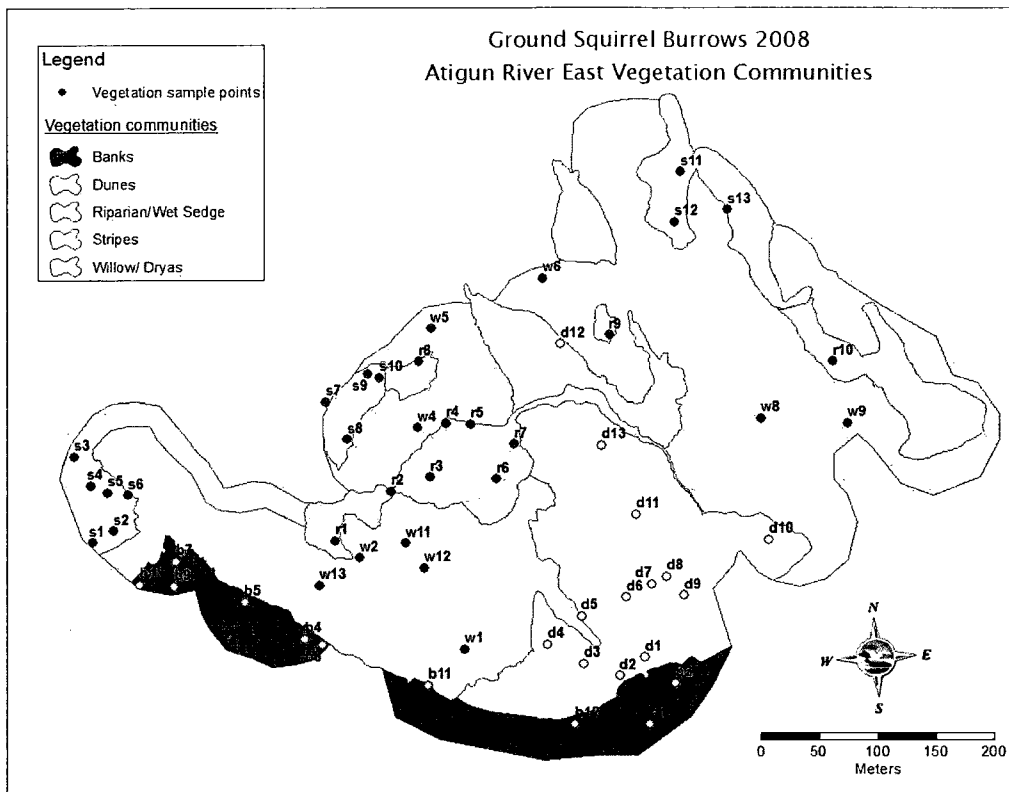 Ground Squirrel Burrows 2008
Atigun River East Vegetation Communities
Legend
Vegetation sample points
Vegetation communities
Banks
Dunes
Riparian/Wet Sedge
Stripes
Willow/ Dryas
s11
s13
s12
w6
w5
d12
r9
r8
r10
s10
s9
s7
w8
w9
w4
r4
r5
s8
r7
d13
s3
r3
r6
s4
s5
s6
r2
d11
s2
s1
r1
w11
d10
w2
b7
w12
w13
d8
d7
d6
d9
b5
d5
b4
d4
w1
d3
d1
d2
b11
N
W
E
S
0
50
100
150
200
Meters